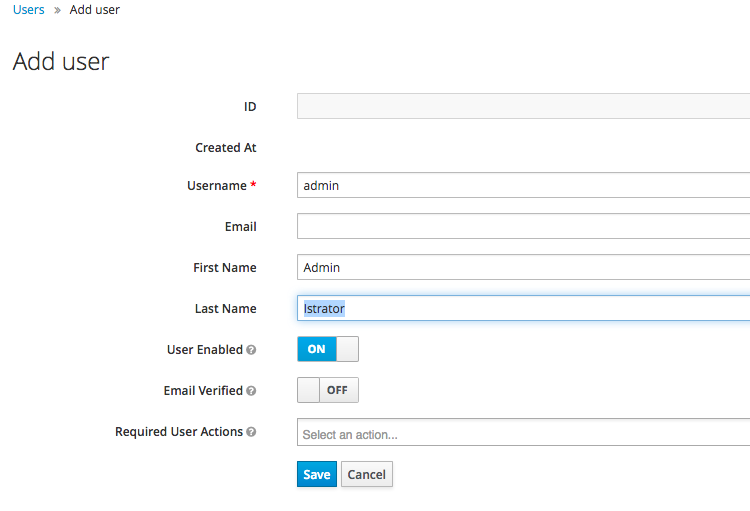 Users » Add user
Add user
ID
Created At
Username * admin
Email
First Name Admin
Last Name Istrator
User Enabled ? ON
Email Verified ? OFF
Required User Actions ? Select an action...
Save Cancel